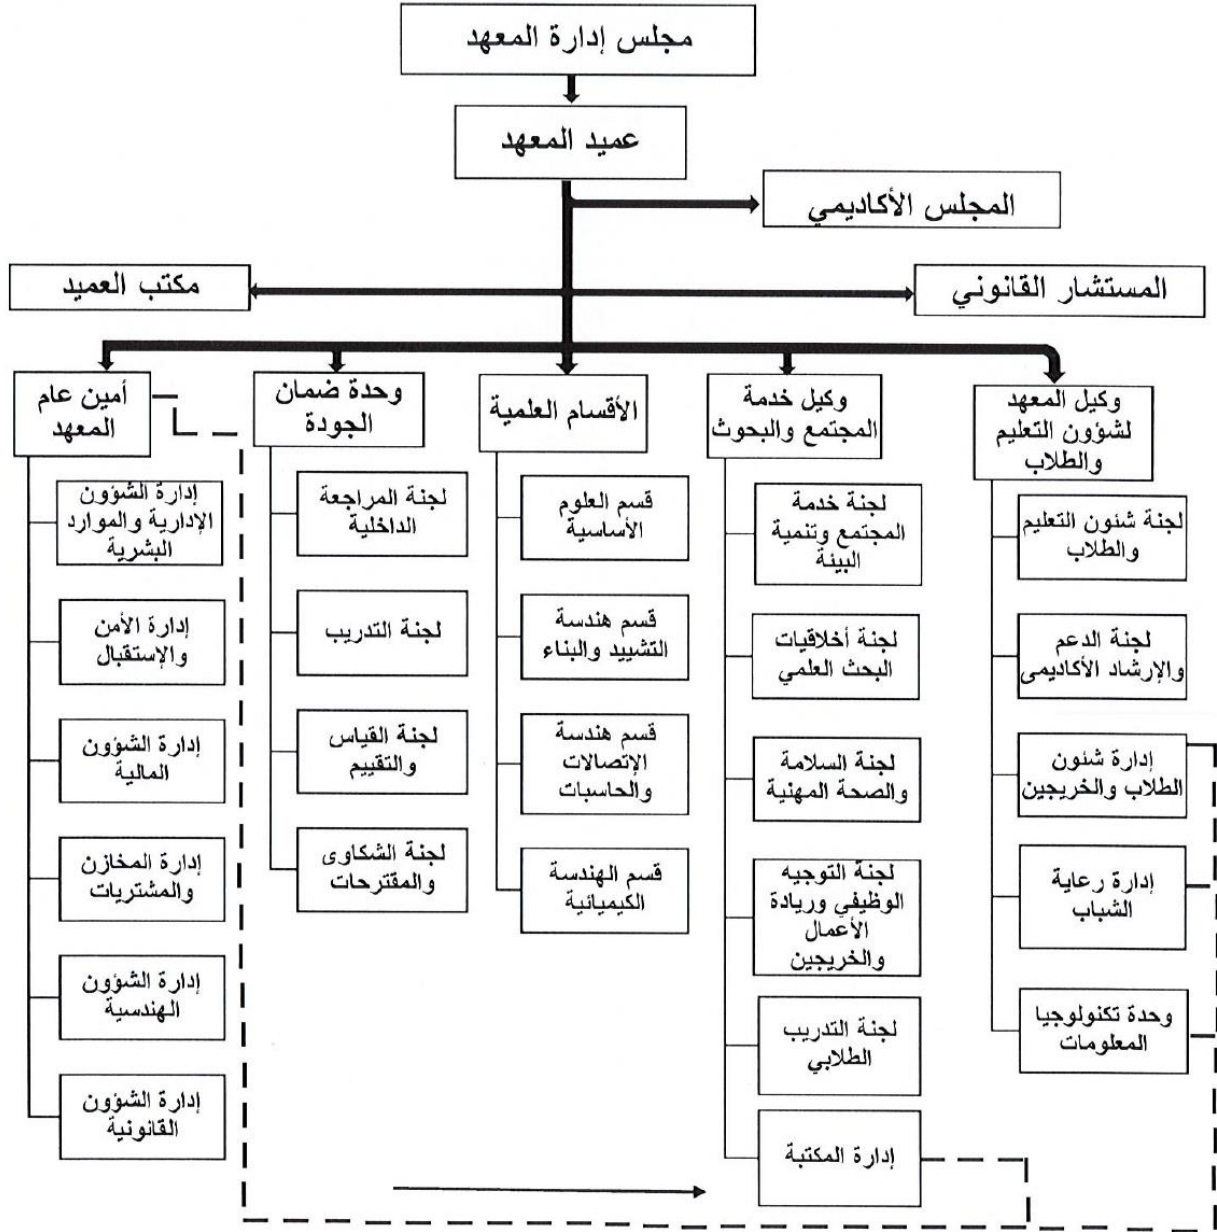 مجلس إدارة المعهد
عميد المعهد
المجلس الأكاديمي
المستشار القانوني
مكتب العميد
وكيل المعهد
لشؤون التعليم
والطلاب
لجنة شئون التعليم
والطلاب
لجنة الدعم
والإرشاد الأكاديمى
إدارة شئون
الطلاب والخريجين
إدارة رعاية
الشباب
وحدة تكنولوجيا
المعلومات
وكيل خدمة
المجتمع والبحوث
لجنة خدمة
المجتمع وتنمية
البيئة
لجنة أخلاقيات
البحث العلمي
لجنة السلامة
والصحة المهنية
لجنة التوجيه
الوظيفي وريادة
الأعمال
والخريجين
لجنة التدريب
الطلابي
إدارة المكتبة
الأقسام العلمية
قسم العلوم
الأساسية
قسم هندسة
التشييد والبناء
قسم هندسة
الإتصالات
والحاسبات
قسم الهندسة
الكيميائية
وحدة ضمان
الجودة
لجنة المراجعة
الداخلية
لجنة التدريب
لجنة القياس
والتقييم
لجنة الشكاوى
والمقترحات
أمين عام
المعهد
إدارة الشؤون
الإدارية والموارد
البشرية
إدارة الأمن
والإستقبال
إدارة الشؤون
المالية
إدارة المخازن
والمشتريات
إدارة الشؤون
الهندسية
إدارة الشؤون
القانونية